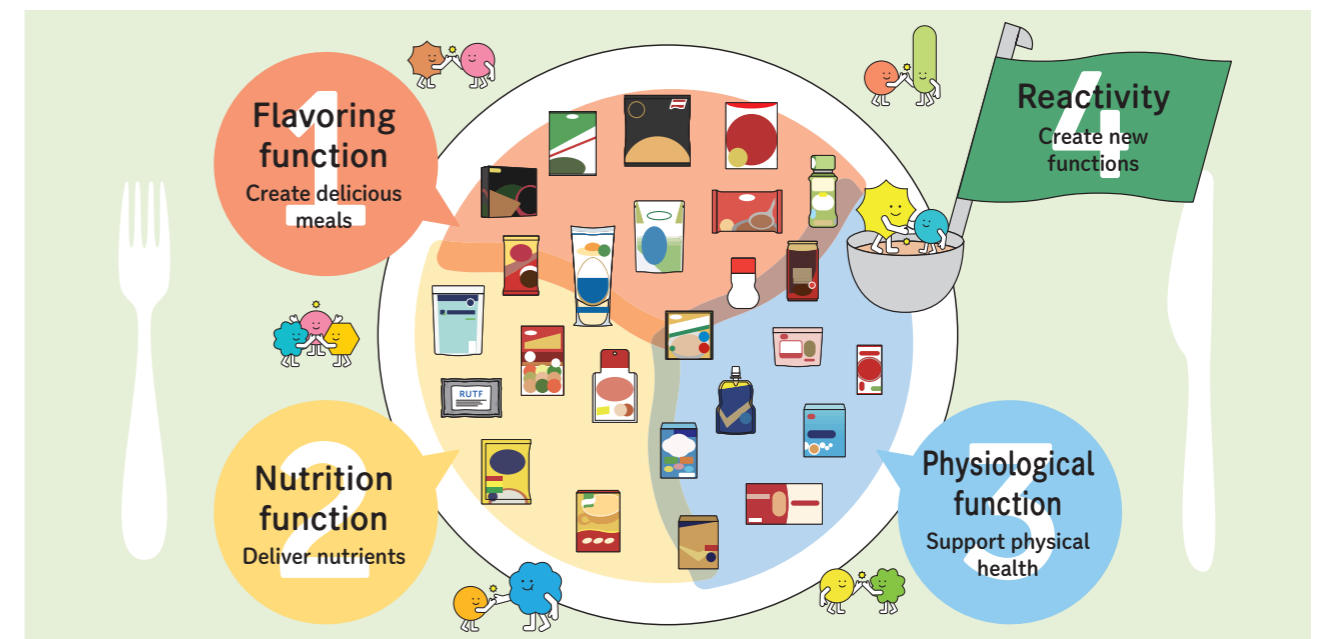 1
Flavoring
function
Create delicious
meals
4
Reactivity
Create new
functions
RUTF
2
Nutrition
function
Deliver nutrients
3
Physiological
function
Support physical
health